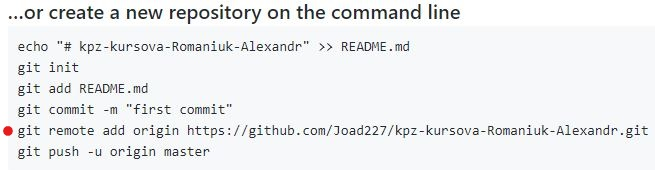 ...or create a new repository on the command line
echo "# kpz-kursova-Romaniuk-Alexandr" >> README.md
git init
git add README.md
git commit -m "first commit"
git remote add origin https://github.com/Joad227/kpz-kursova-Romaniuk-Alexandr.git
git push -u origin master